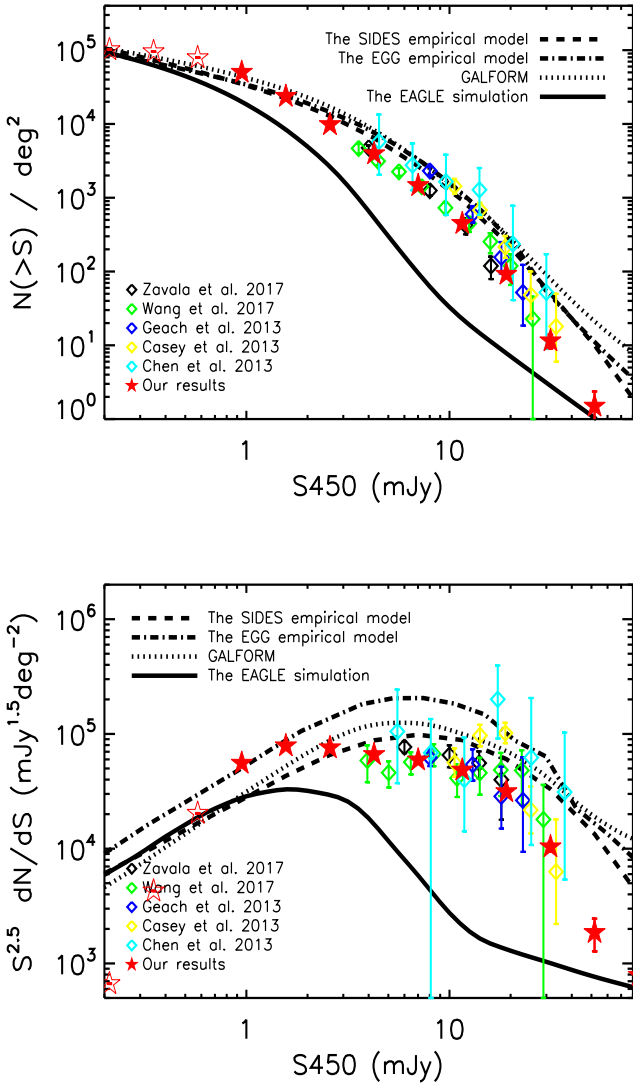 The SIDES empirical model
The EGG empirical model
GALFORM
The EAGLE simulation
10^5
10^4
10^3
10^2
10^1
10^0
N(>S) / deg^2
Zavala et al. 2017
Wang et al. 2017
Geach et al. 2013
Casey et al. 2013
Chen et al. 2013
Our results
1
10
S450 (mJy)
The SIDES empirical model
The EGG empirical model
GALFORM
The EAGLE simulation
10^6
10^5
10^4
10^3
S^2.5 dN/dS (mJy^1.5deg^−2)
Zavala et al. 2017
Wang et al. 2017
Geach et al. 2013
Casey et al. 2013
Chen et al. 2013
Our results
1
10
S450 (mJy)